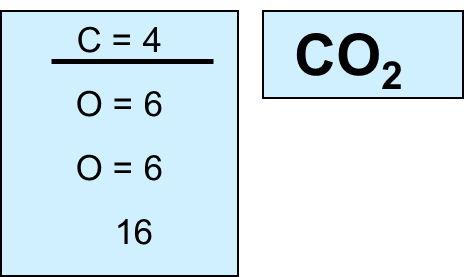 C = 4
O = 6
O = 6
16
CO₂